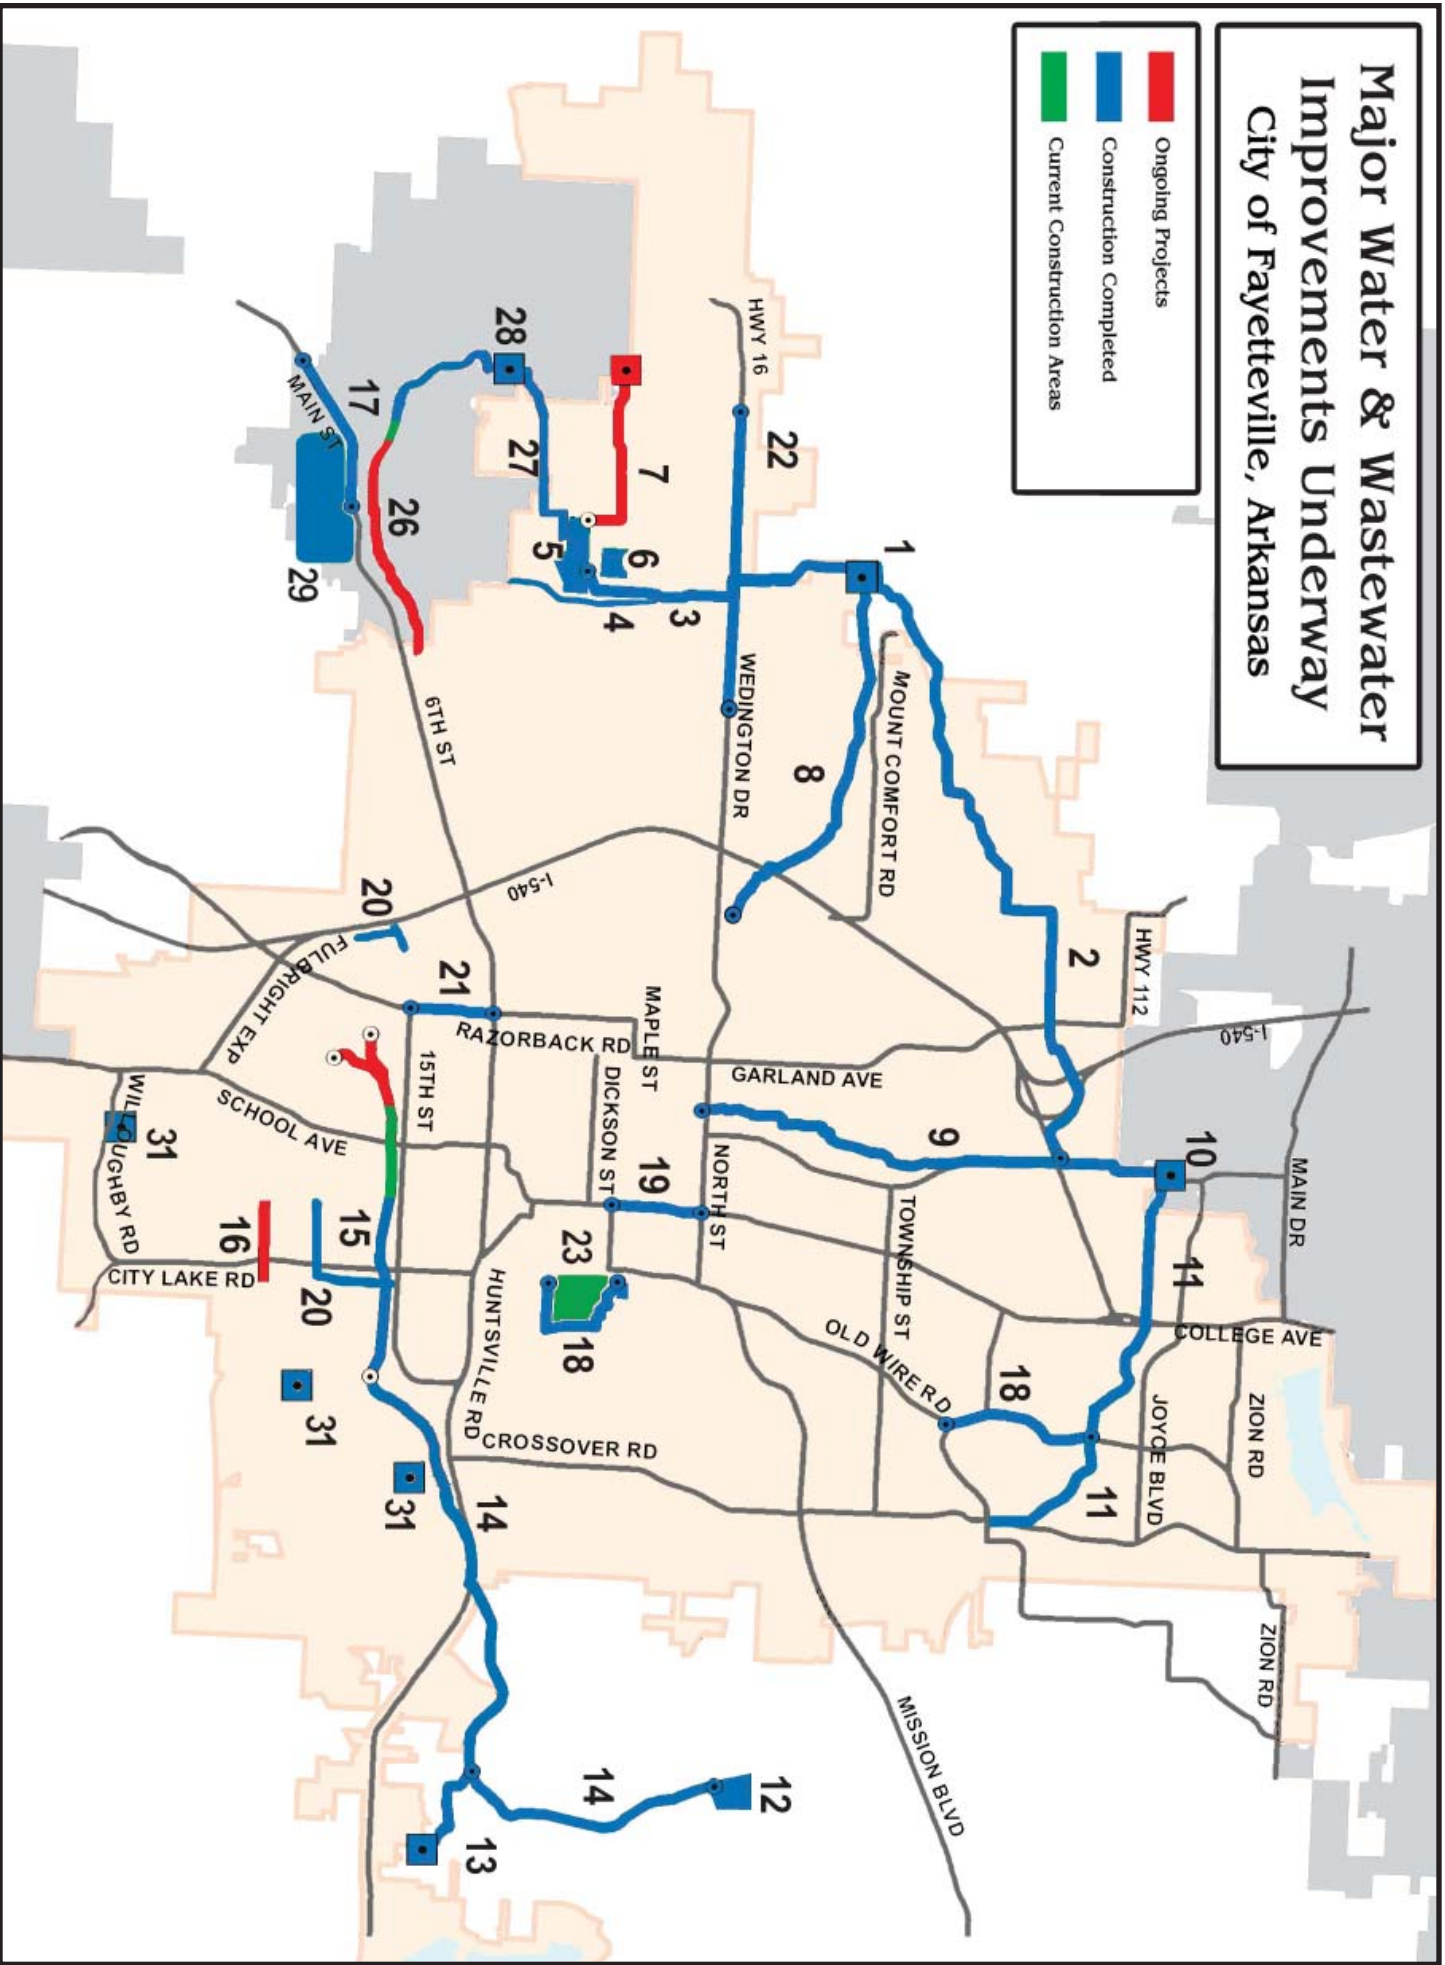 Major Water & Wastewater
Improvements Underway
City of Fayetteville, Arkansas
Ongoing Projects
Construction Completed
Current Construction Areas
MAIN DR
10
11
COLLEGE AVE
ZION RD
ZION RD
JOYCE BLVD
11
18
HWY 112
I-540
2
9
1
MOUNT COMFORT RD
8
TOWNSHIP ST
OLD WIRE RD
MISSION BLVD
HWY 16
22
WEDINGTON DR
GARLAND AVE
NORTH ST
12
7
6
5
3
4
MAPLE ST
DICKSON ST
19
23
18
14
28
27
I-540
RAZORBACK RD
HUNTSVILLE RD
CROSSOVER RD
14
13
17
26
6TH ST
21
15TH ST
20
MAIN ST
29
FULBRIGHT EXP
SCHOOL AVE
15
20
31
31
16
31
WILLOUGHBY RD
CITY LAKE RD